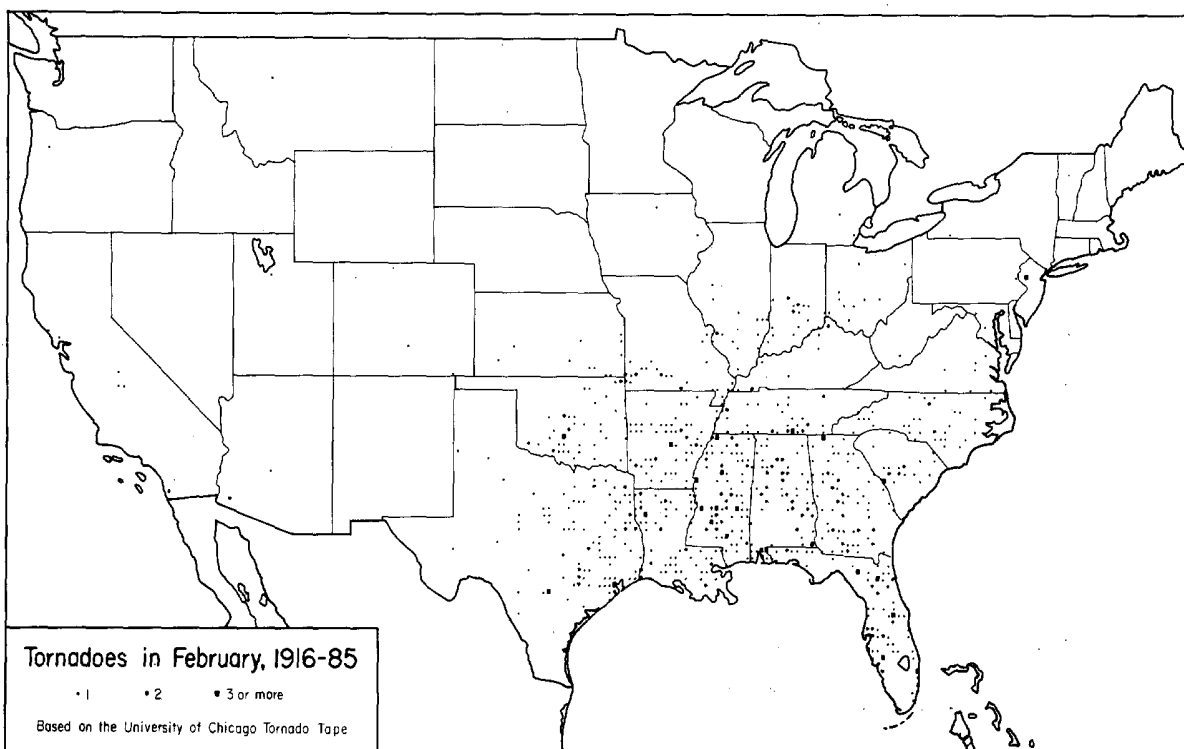 Tornadoes in February, 1916-85
· 1 • 2 ▪ 3 or more
Based on the University of Chicago Tornado Tape